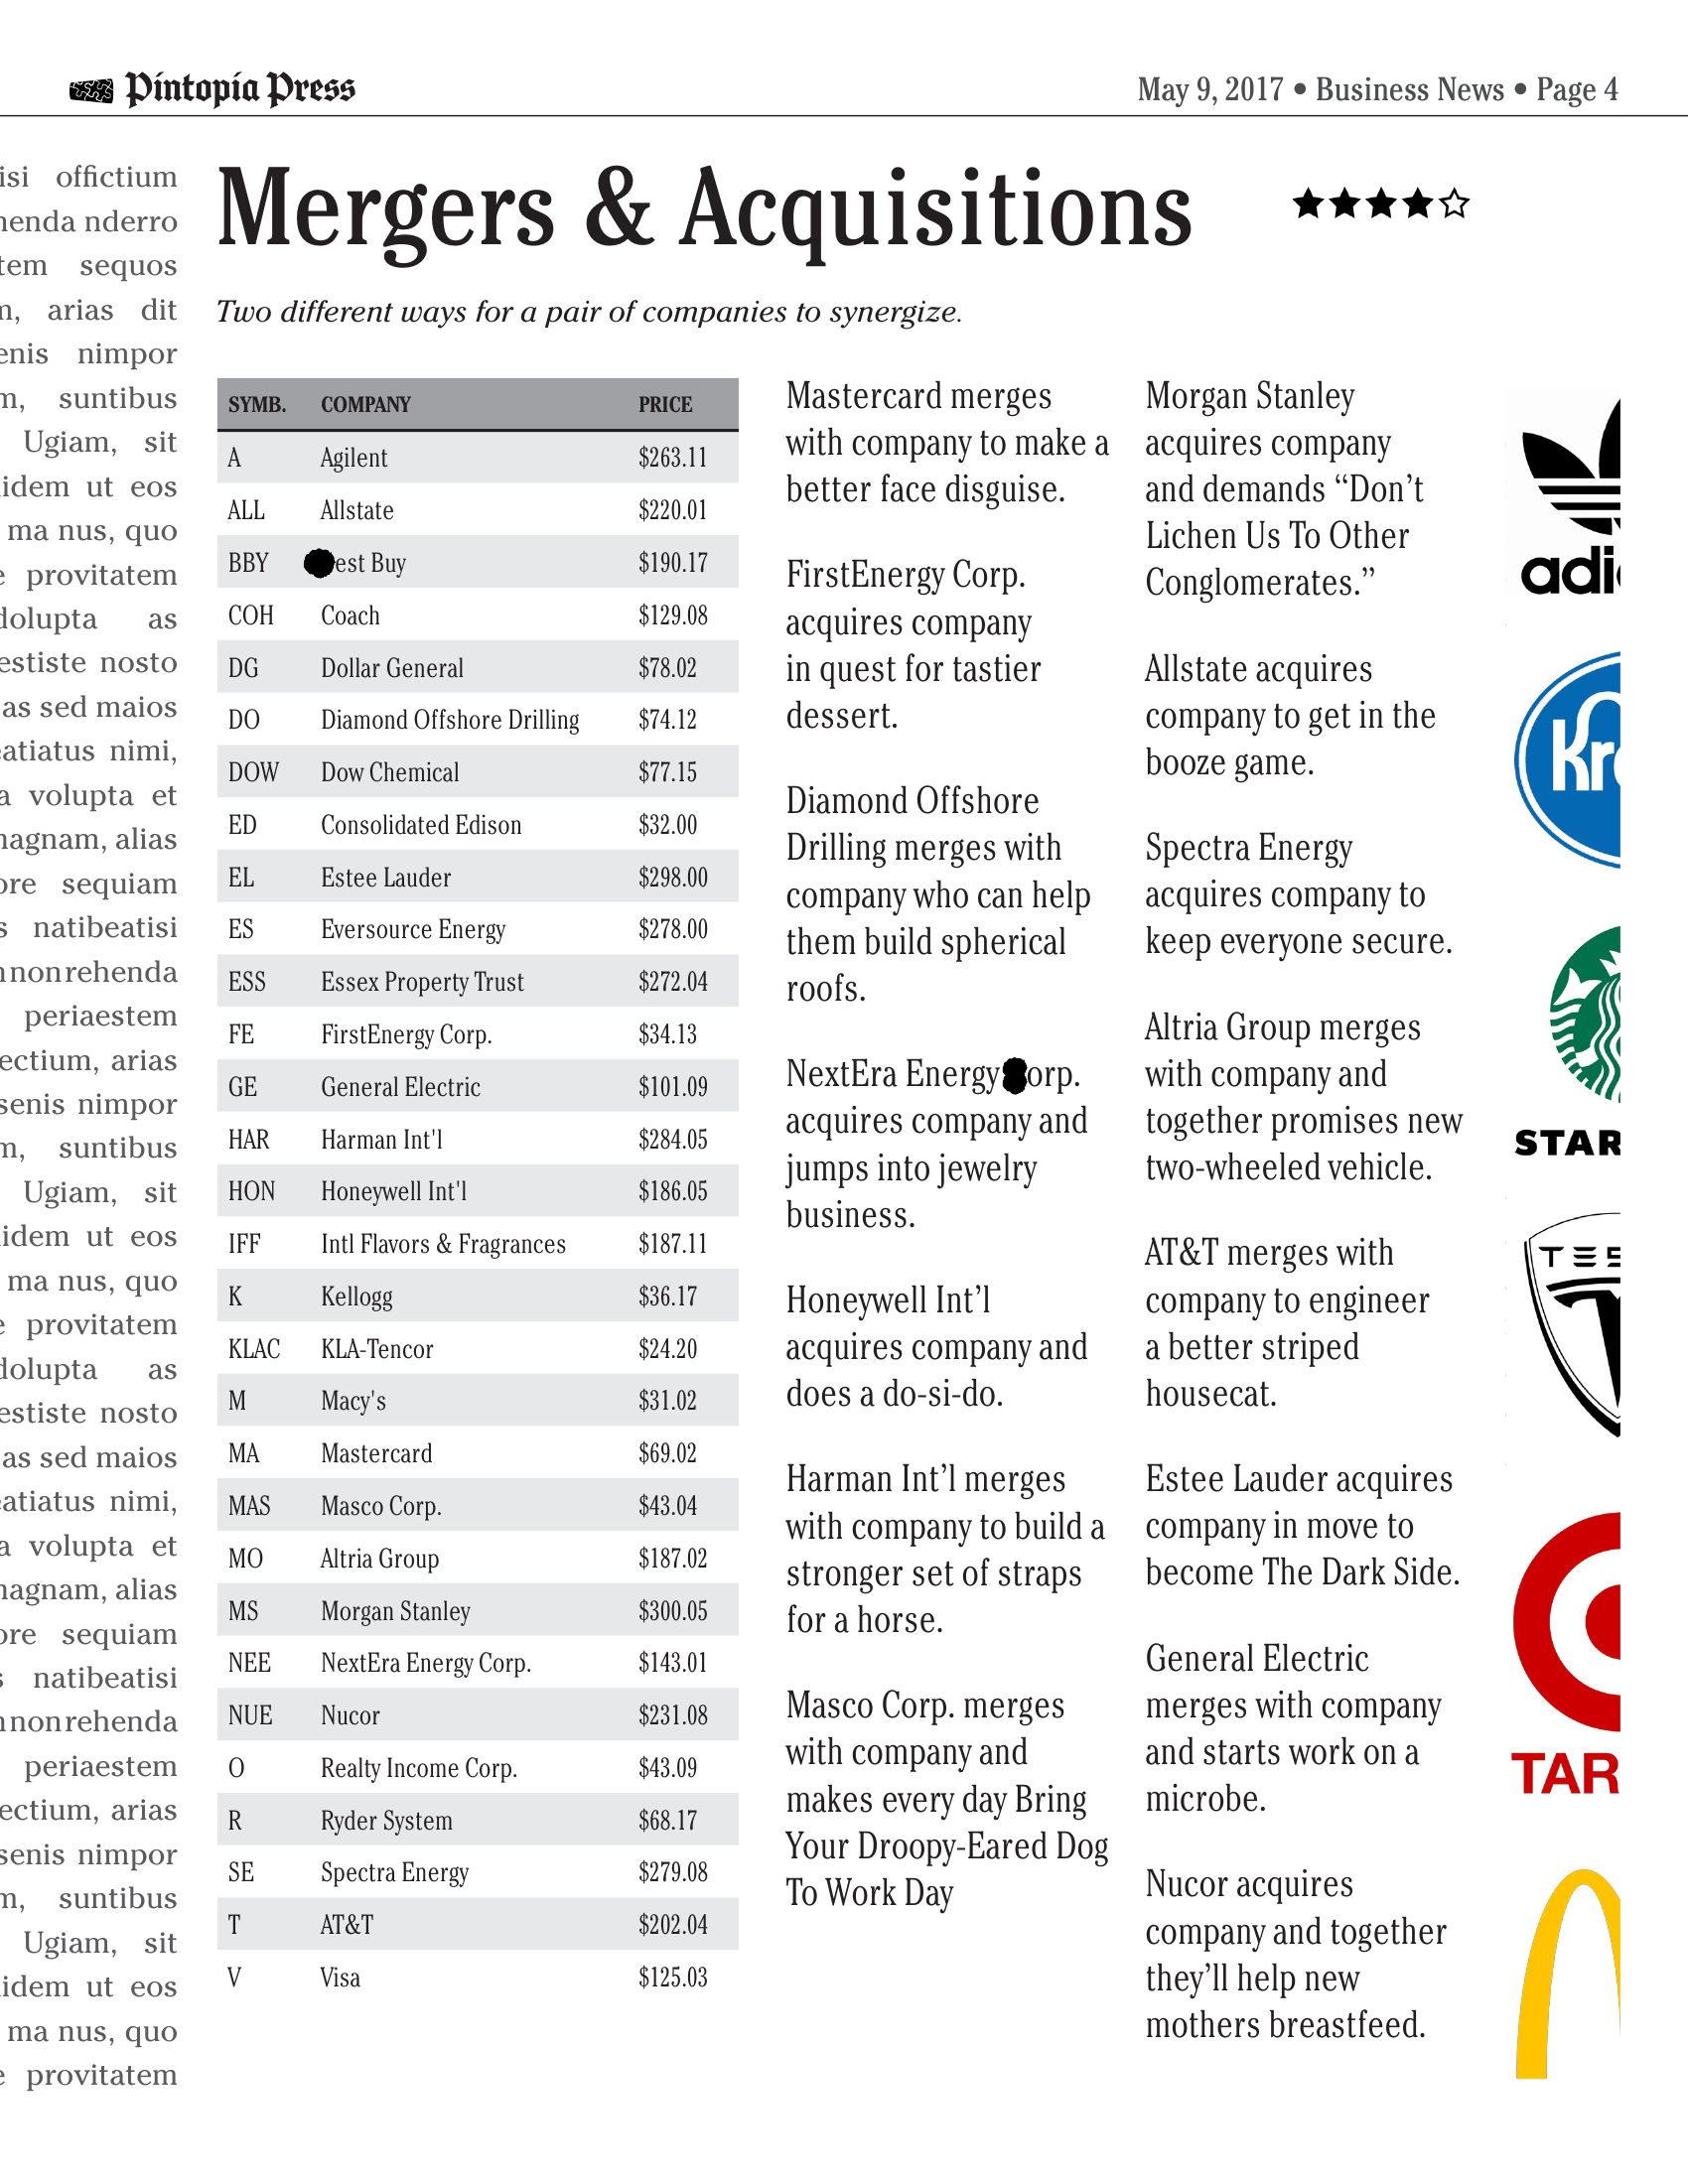 Pintopia Press
May 9, 2017 • Business News • Page 4
isi offictium
henda nderro
tem sequos
m, arias dit
enis nimpor
m, suntibus
Ugiam, sit
idem ut eos
ma nus, quo
e provitatem
dolupta as
estiste nosto
as sed maios
eatiatus nimi,
a volupta et
magnam, alias
ore sequiam
s natibeatisi
nonrehenda
periaestem
ectium, arias
senis nimpor
m, suntibus
Ugiam, sit
idem ut eos
ma nus, quo
e provitatem
dolupta as
estiste nosto
as sed maios
eatiatus nimi,
a volupta et
magnam, alias
ore sequiam
s natibeatisi
nonrehenda
periaestem
ectium, arias
senis nimpor
m, suntibus
Ugiam, sit
idem ut eos
ma nus, quo
e provitatem
Mergers & Acquisitions
Two different ways for a pair of companies to synergize.
SYMB. COMPANY PRICE
A Agilent $263.11
ALL Allstate $220.01
BBY est Buy $190.17
COH Coach $129.08
DG Dollar General $78.02
DO Diamond Offshore Drilling $74.12
DOW Dow Chemical $77.15
ED Consolidated Edison $32.00
EL Estee Lauder $298.00
ES Eversource Energy $278.00
ESS Essex Property Trust $272.04
FE FirstEnergy Corp. $34.13
GE General Electric $101.09
HAR Harman Int'l $284.05
HON Honeywell Int'l $186.05
IFF Intl Flavors & Fragrances $187.11
K Kellogg $36.17
KLAC KLA-Tencor $24.20
M Macy's $31.02
MA Mastercard $69.02
MAS Masco Corp. $43.04
MO Altria Group $187.02
MS Morgan Stanley $300.05
NEE NextEra Energy Corp. $143.01
NUE Nucor $231.08
O Realty Income Corp. $43.09
R Ryder System $68.17
SE Spectra Energy $279.08
T AT&T $202.04
V Visa $125.03
Mastercard merges
with company to make a
better face disguise.
FirstEnergy Corp.
acquires company
in quest for tastier
dessert.
Diamond Offshore
Drilling merges with
company who can help
them build spherical
roofs.
NextEra Energy orp.
acquires company and
jumps into jewelry
business.
Honeywell Int’l
acquires company and
does a do-si-do.
Harman Int’l merges
with company to build a
stronger set of straps
for a horse.
Masco Corp. merges
with company and
makes every day Bring
Your Droopy-Eared Dog
To Work Day
Morgan Stanley
acquires company
and demands “Don’t
Lichen Us To Other
Conglomerates.”
Allstate acquires
company to get in the
booze game.
Spectra Energy
acquires company to
keep everyone secure.
Altria Group merges
with company and
together promises new
two-wheeled vehicle.
AT&T merges with
company to engineer
a better striped
housecat.
Estee Lauder acquires
company in move to
become The Dark Side.
General Electric
merges with company
and starts work on a
microbe.
Nucor acquires
company and together
they’ll help new
mothers breastfeed.
adi
Kr
STAR
TES
TAR